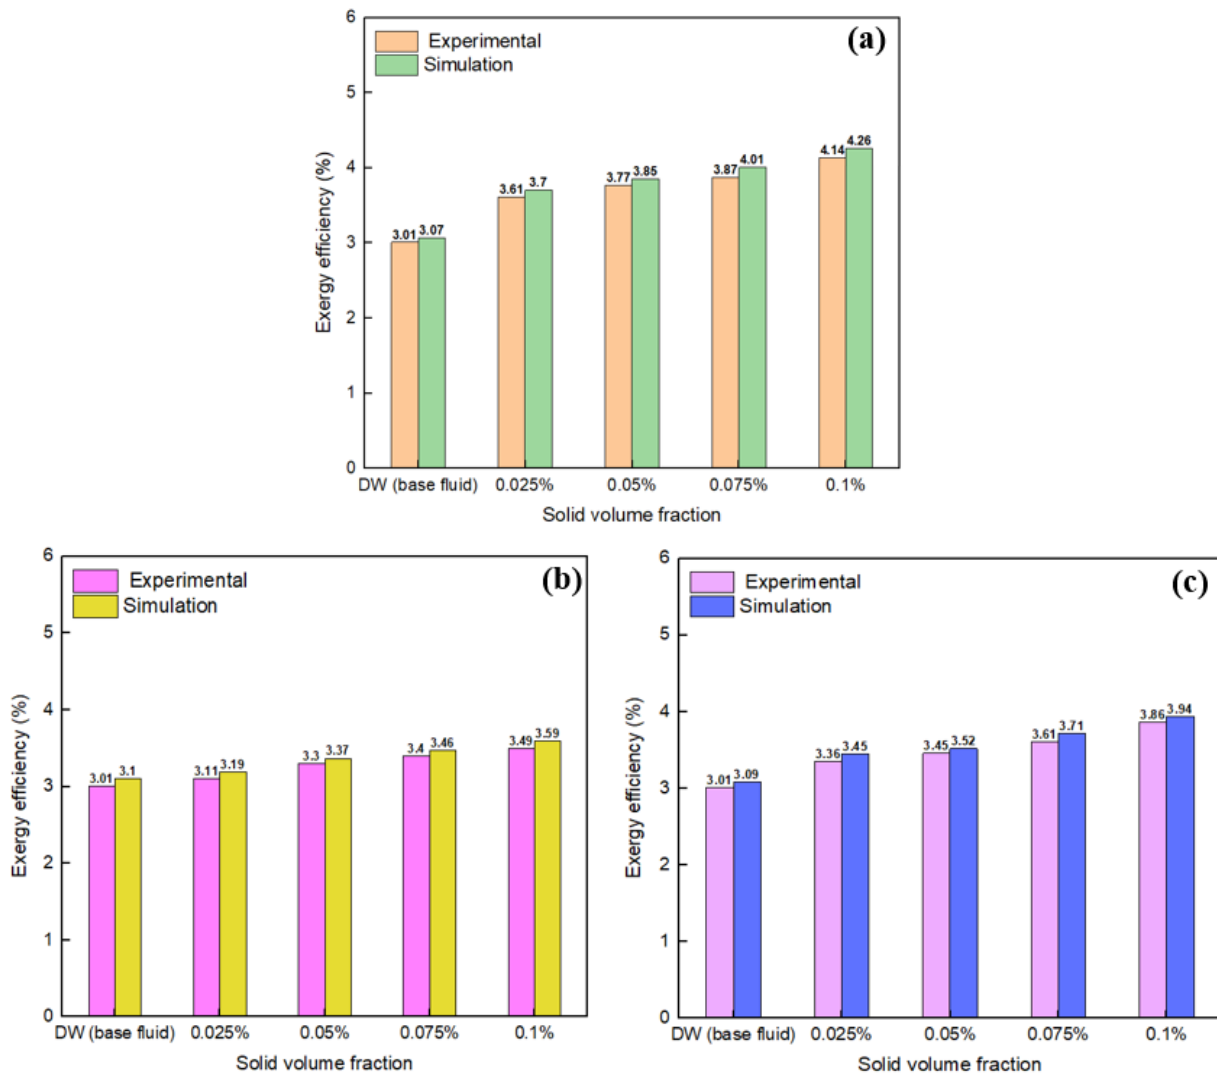 (a)
Experimental
Simulation
Exergy efficiency (%)
6
5
4
3
2
1
0
3.01 3.07
3.61 3.7
3.77 3.85
3.87 4.01
4.14 4.26
DW (base fluid) 0.025% 0.05% 0.075% 0.1%
Solid volume fraction
(b)
Experimental
Simulation
Exergy efficiency (%)
6
5
4
3
2
1
0
3.01 3.1
3.11 3.19
3.3 3.37
3.4 3.46
3.49 3.59
DW (base fluid) 0.025% 0.05% 0.075% 0.1%
Solid volume fraction
(c)
Experimental
Simulation
Exergy efficiency (%)
6
5
4
3
2
1
0
3.01 3.09
3.36 3.45
3.45 3.52
3.61 3.71
3.86 3.94
DW (base fluid) 0.025% 0.05% 0.075% 0.1%
Solid volume fraction